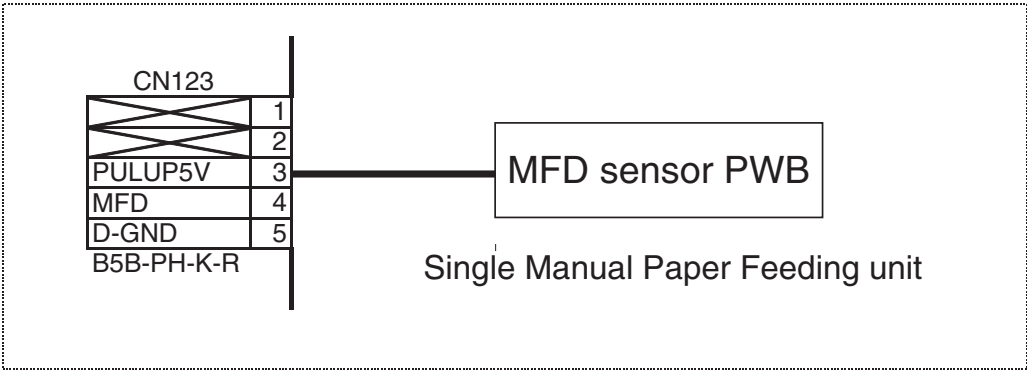 CN123
1
2
PULUP5V 3
MFD 4
D-GND 5
B5B-PH-K-R
MFD sensor PWB
Single Manual Paper Feeding unit